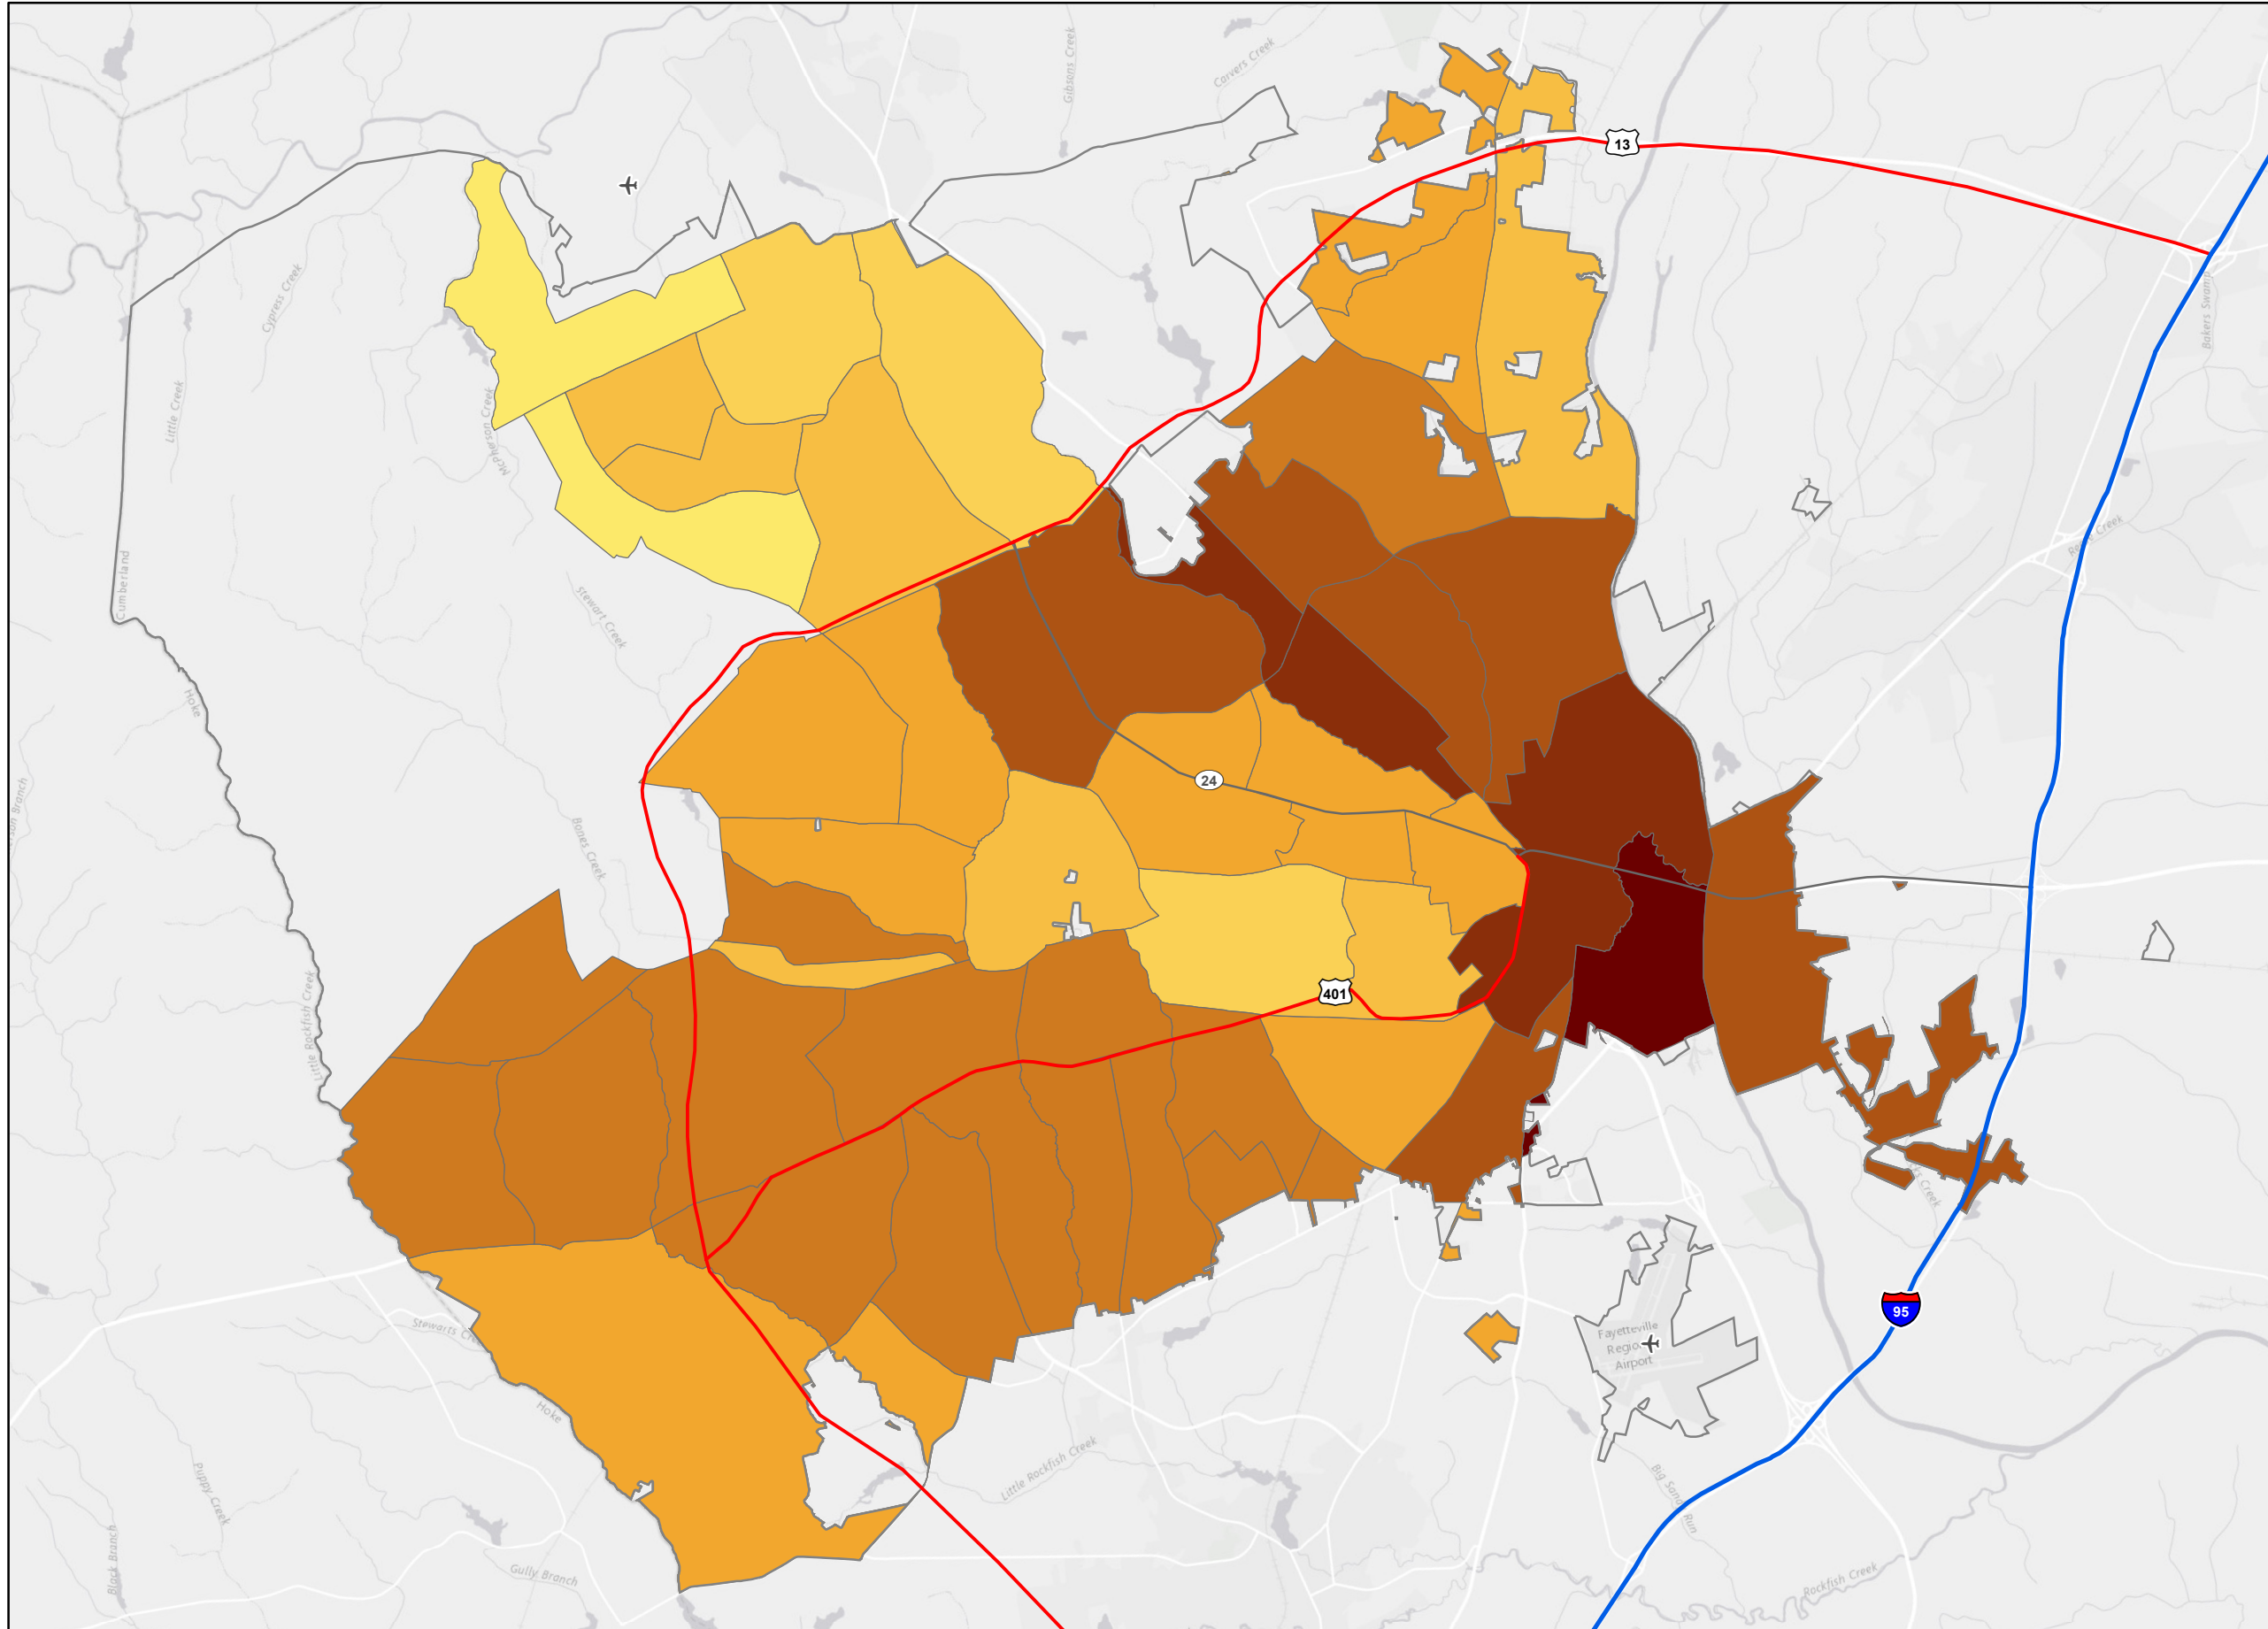 Gibsons Creek
Carvers Creek
13
Cypress Creek
Bakers Swamp
Little Creek
McPherson Creek
Cumberland
Stewart Creek
Hoke
24
Bones Creek
Little Rockfish Creek
401
Creek
95
Fayetteville
Airport
Stewarts
Hoke
Little Rockfish Creek
Puppy Creek
Black Branch
Gully Branch
Big Sand
Run
Rockfish Creek